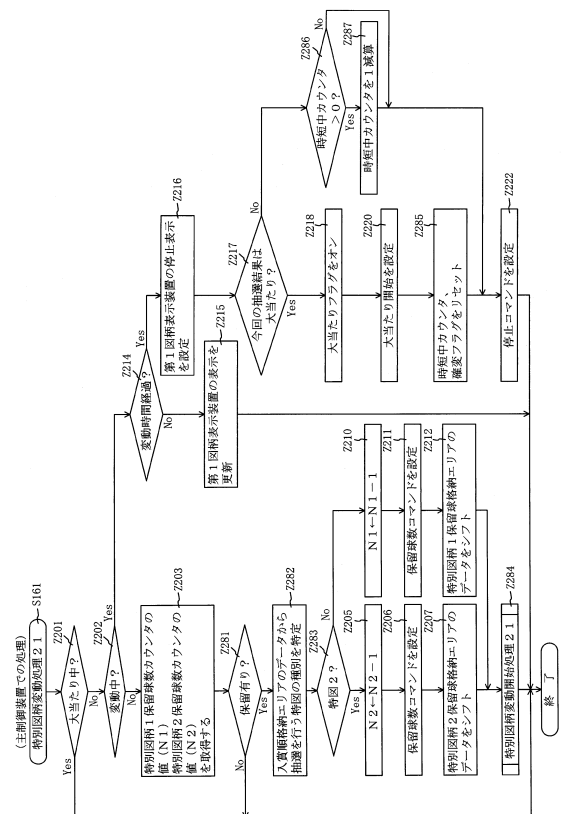 (主制御装置での処理)
特別図柄変動処理21
S161
大当たり中?
Z201
Yes
No
変動中?
Z202
Yes
No
特別図柄1保留球数カウンタの
値(N1)
特別図柄2保留球数カウンタの
値(N2)
を取得する
Z203
保留有り?
Z281
No
Yes
入賞順格納エリアのデータから
抽選を行う特図の種別を特定
Z282
特図2?
Z283
No
Yes
N2←N2−1
Z205
保留球数コマンドを設定
Z206
特別図柄2保留球格納エリアの
データをシフト
Z207
N1←N1−1
Z210
保留球数コマンドを設定
Z211
特別図柄1保留球格納エリアの
データをシフト
Z212
特別図柄変動開始処理21
Z284
終了
変動時間経過?
Z214
Yes
No
第1図柄表示装置の表示を
更新
Z215
第1図柄表示装置の停止表示
を設定
Z216
今回の抽選結果は
大当たり?
Z217
No
Yes
大当たりフラグをオン
Z218
大当たり開始を設定
Z220
時短中カウンタ、
確変フラグをリセット
Z285
時短中カウンタ
>0?
Z286
No
Yes
時短中カウンタを1減算
Z287
停止コマンドを設定
Z222